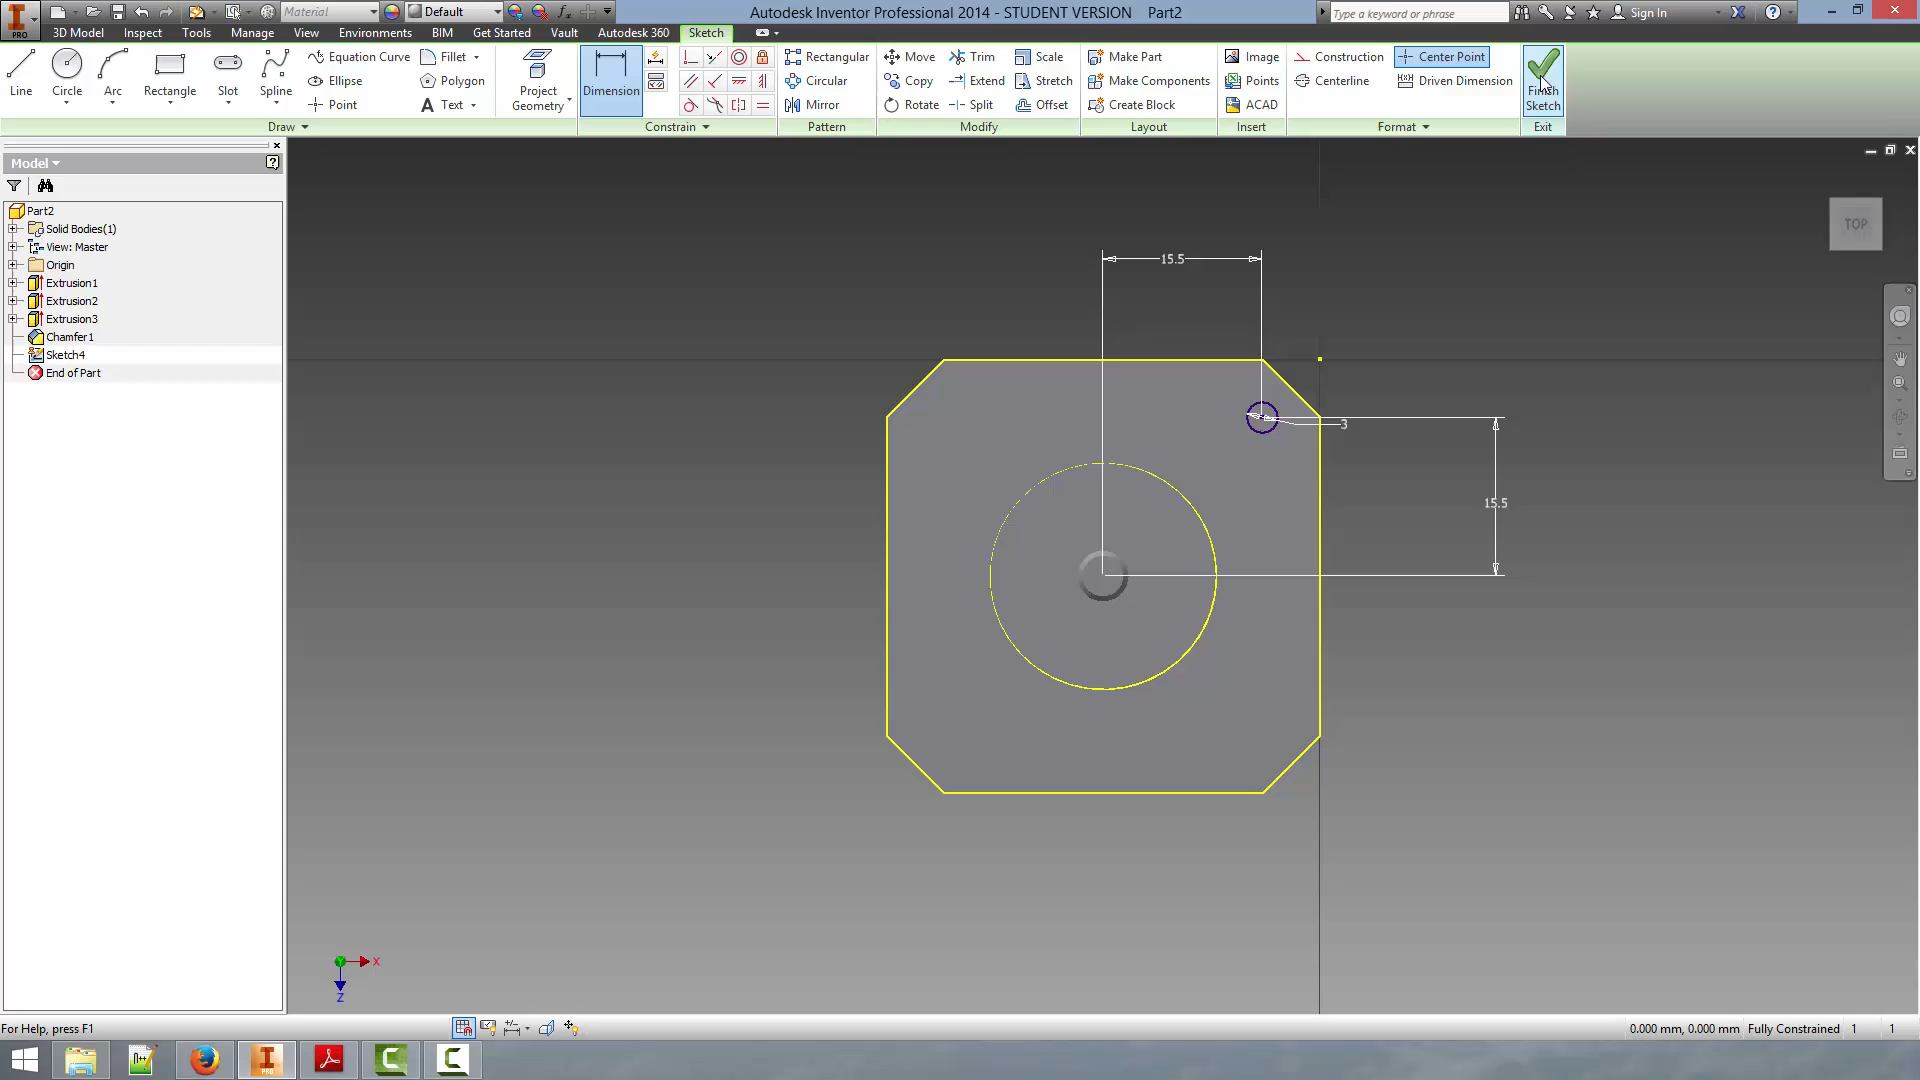 Material
Default
Autodesk Inventor Professional 2014 - STUDENT VERSION Part2
Type a keyword or phrase
Sign In
PRO
3D Model Inspect Tools Manage View Environments BIM Get Started Vault Autodesk 360 Sketch
Line
Circle
Arc
Rectangle
Slot
Spline
Equation Curve
Ellipse
Point
Fillet
Polygon
Text
Project Geometry
Dimension
Rectangular
Circular
Mirror
Move
Copy
Rotate
Trim
Extend
Split
Scale
Stretch
Offset
Make Part
Make Components
Create Block
Image
Points
ACAD
Construction
Centerline
Center Point
Driven Dimension
Finish Sketch
Draw
Constrain
Pattern
Modify
Layout
Insert
Format
Exit
Model
Part2
Solid Bodies(1)
View: Master
Origin
Extrusion1
Extrusion2
Extrusion3
Chamfer1
Sketch4
End of Part
TOP
15.5
3
15.5
X
Z
For Help, press F1
0.000 mm, 0.000 mm Fully Constrained 1 1